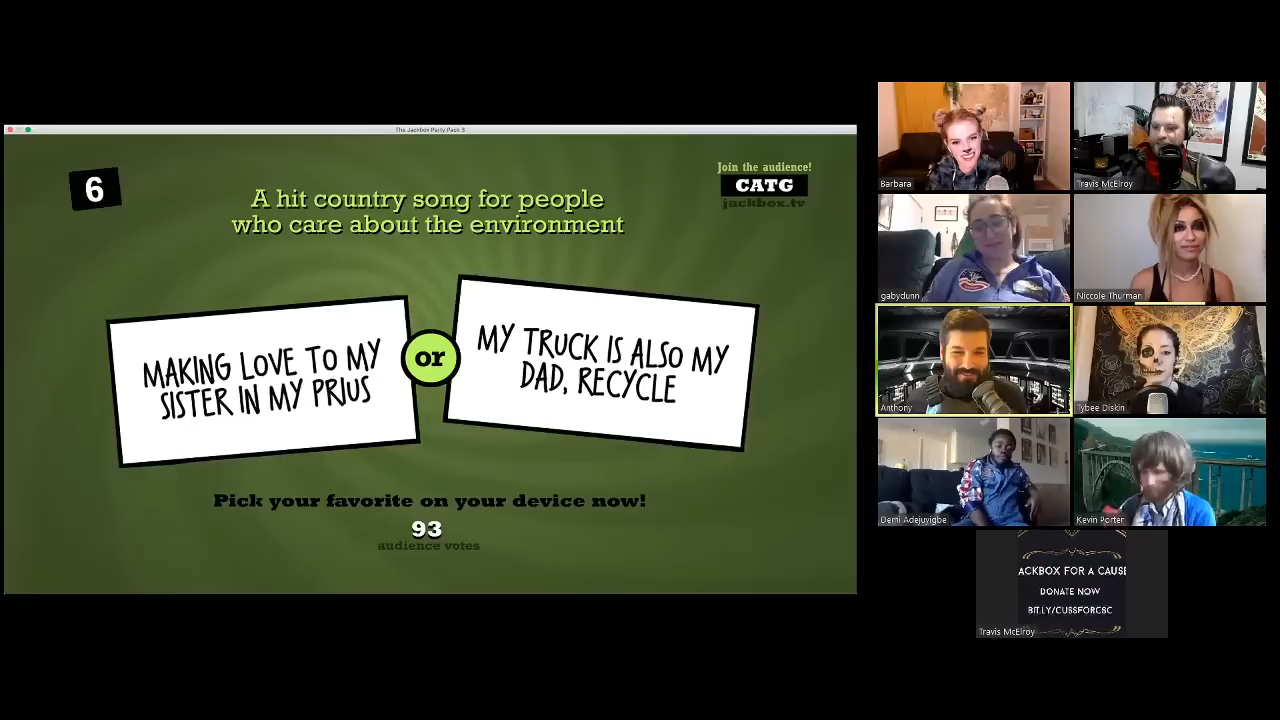 The Jackbox Party Pack 3
6
A hit country song for people
who care about the environment
Join the audience!
CATG
jackbox.tv
MAKING LOVE TO MY
SISTER IN MY PRIUS
or
MY TRUCK IS ALSO MY
DAD, RECYCLE
Pick your favorite on your device now!
93
audience votes
Barbara
Travis McElroy
gabydunn
Niccole Thurman
Anthony
Tybee Diskin
Demi Adejuyigbe
Kevin Porter
ACKBOX FOR A CAUSE
DONATE NOW
BIT.LY/CUSSFORCSC
Travis McElroy